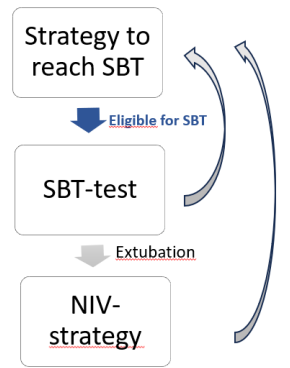 Strategy to
reach SBT
Eligible for SBT
SBT-test
Extubation
NIV-
strategy